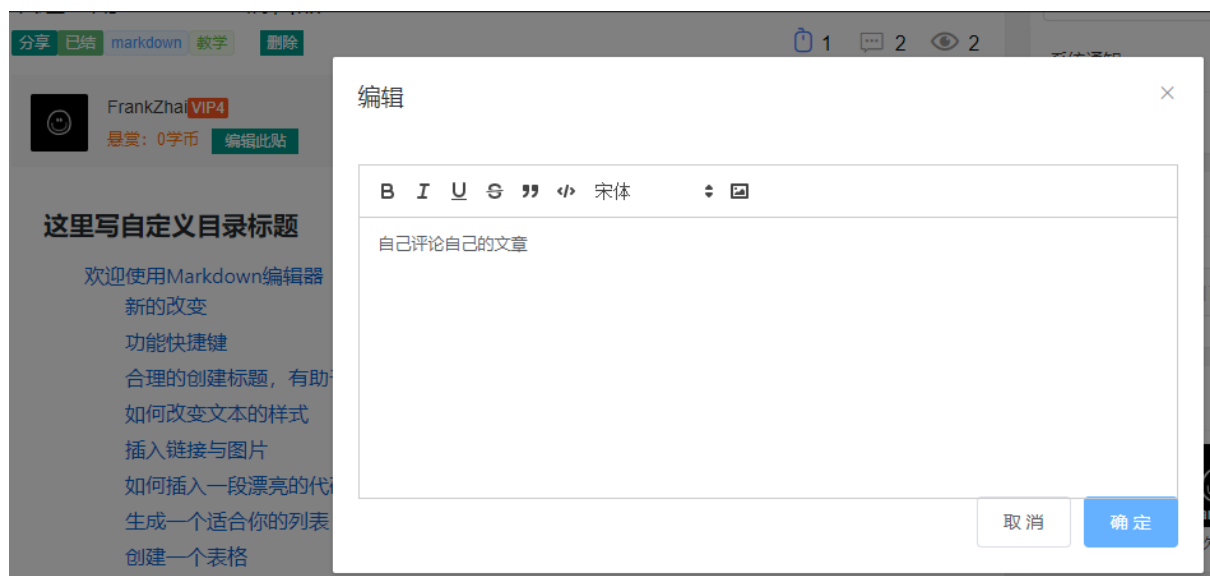 分享 已结 markdown 教学 删除
1 2 2
FrankZhai VIP4
悬赏：0学币 编辑此贴
这里写自定义目录标题
欢迎使用Markdown编辑器
新的改变
功能快捷键
合理的创建标题，有助
如何改变文本的样式
插入链接与图片
如何插入一段漂亮的代
生成一个适合你的列表
创建一个表格
编辑
B I U S 宋体
自己评论自己的文章
取消 确定